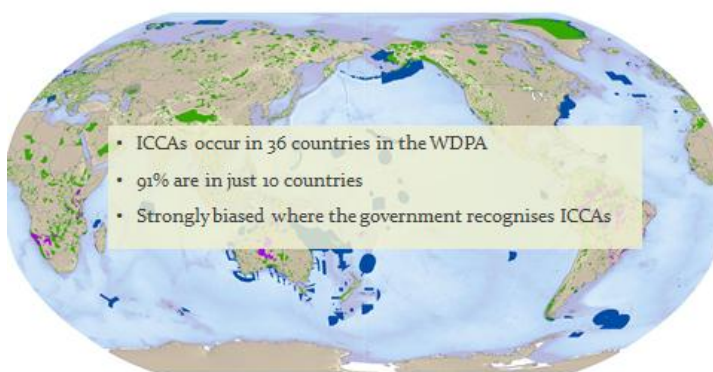 • ICCAs occur in 36 countries in the WDPA
• 91% are in just 10 countries
• Strongly biased where the government recognises ICCAs